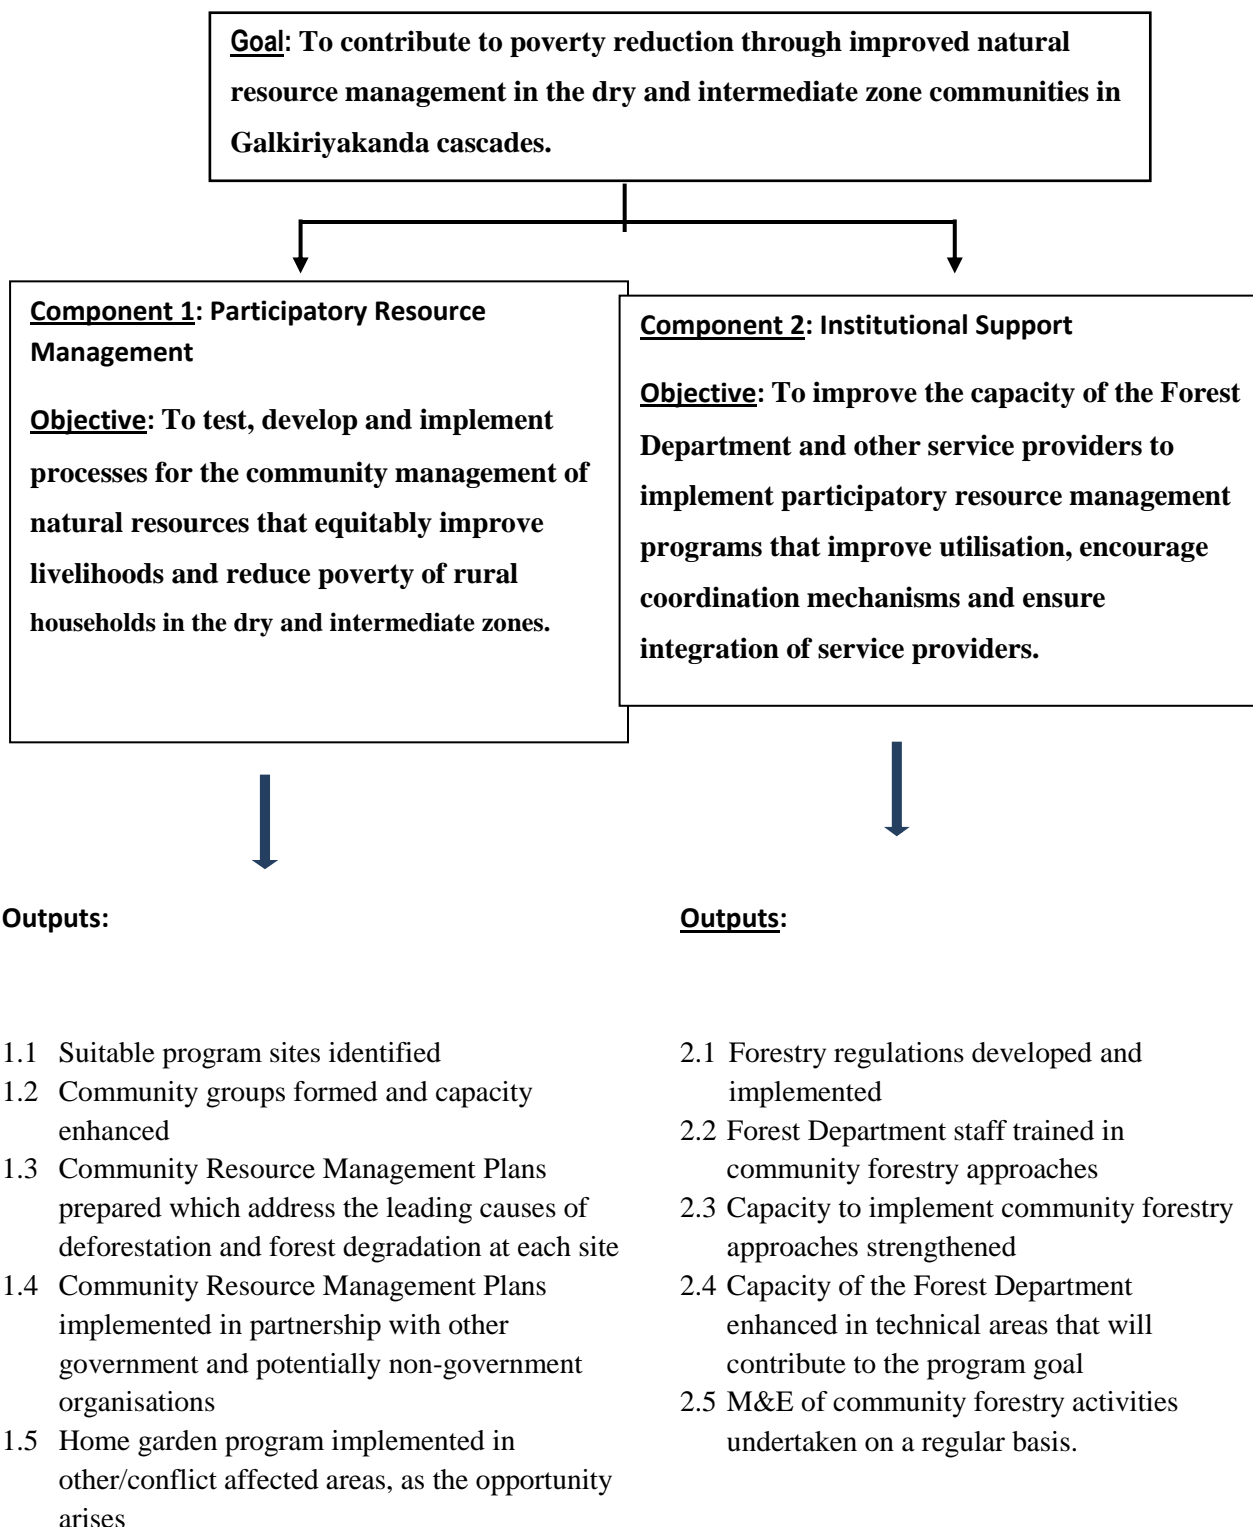 Goal: To contribute to poverty reduction through improved natural
resource management in the dry and intermediate zone communities in
Galkiriyakanda cascades.
Component 1: Participatory Resource
Management
Objective: To test, develop and implement
processes for the community management of
natural resources that equitably improve
livelihoods and reduce poverty of rural
households in the dry and intermediate zones.
Component 2: Institutional Support
Objective: To improve the capacity of the Forest
Department and other service providers to
implement participatory resource management
programs that improve utilisation, encourage
coordination mechanisms and ensure
integration of service providers.
Outputs:
1.1 Suitable program sites identified
1.2 Community groups formed and capacity
enhanced
1.3 Community Resource Management Plans
prepared which address the leading causes of
deforestation and forest degradation at each site
1.4 Community Resource Management Plans
implemented in partnership with other
government and potentially non-government
organisations
1.5 Home garden program implemented in
other/conflict affected areas, as the opportunity
arises
Outputs:
2.1 Forestry regulations developed and
implemented
2.2 Forest Department staff trained in
community forestry approaches
2.3 Capacity to implement community forestry
approaches strengthened
2.4 Capacity of the Forest Department
enhanced in technical areas that will
contribute to the program goal
2.5 M&E of community forestry activities
undertaken on a regular basis.